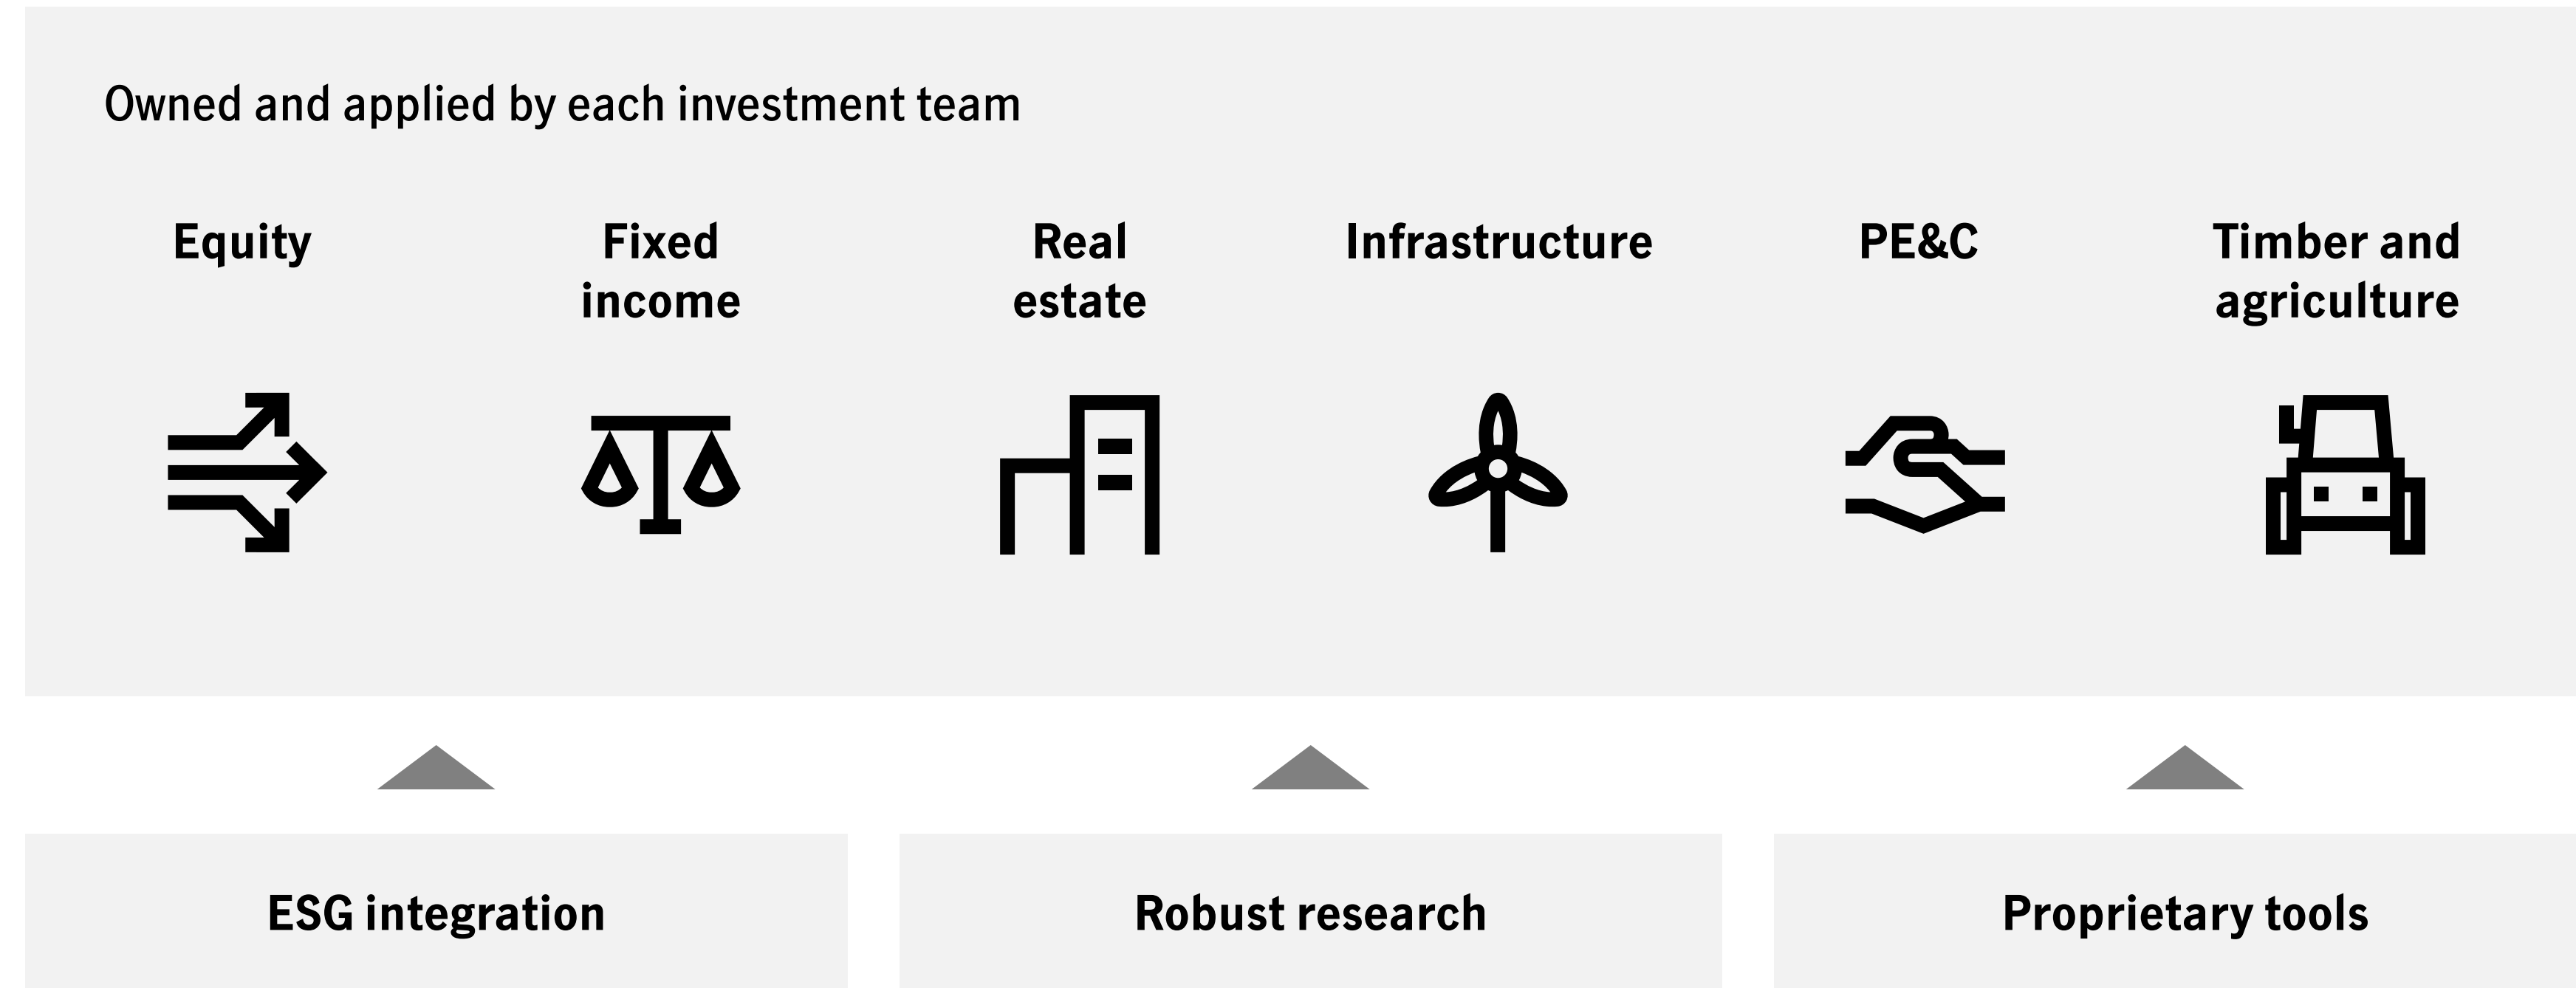 Owned and applied by each investment team
Equity
Fixed
income
Real
estate
Infrastructure
PE&C
Timber and
agriculture
ESG integration
Robust research
Proprietary tools